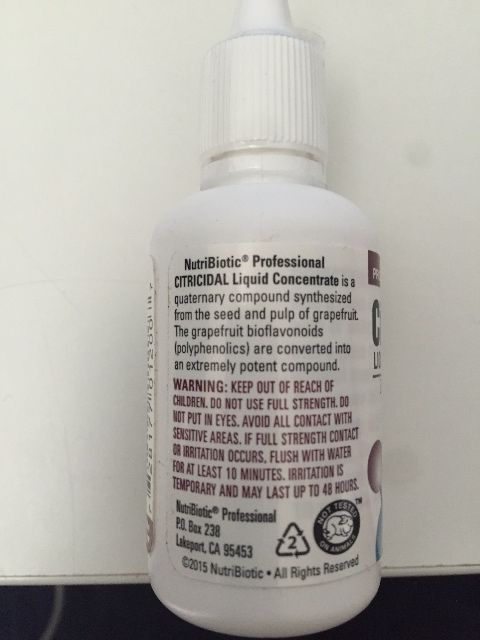 NutriBiotic® Professional
CITRICIDAL Liquid Concentrate is a
quaternary compound synthesized
from the seed and pulp of grapefruit.
The grapefruit bioflavonoids
(polyphenolics) are converted into
an extremely potent compound.
WARNING: KEEP OUT OF REACH OF
CHILDREN. DO NOT USE FULL STRENGTH. DO
NOT PUT IN EYES. AVOID ALL CONTACT WITH
SENSITIVE AREAS. IF FULL STRENGTH CONTACT
OR IRRITATION OCCURS, FLUSH WITH WATER
FOR AT LEAST 10 MINUTES. IRRITATION IS
TEMPORARY AND MAY LAST UP TO 48 HOURS.
NutriBiotic® Professional
P.O. Box 238
Lakeport, CA 95453
2
NOT TESTED
ON ANIMALS
TM
©2015 NutriBiotic • All Rights Reserved